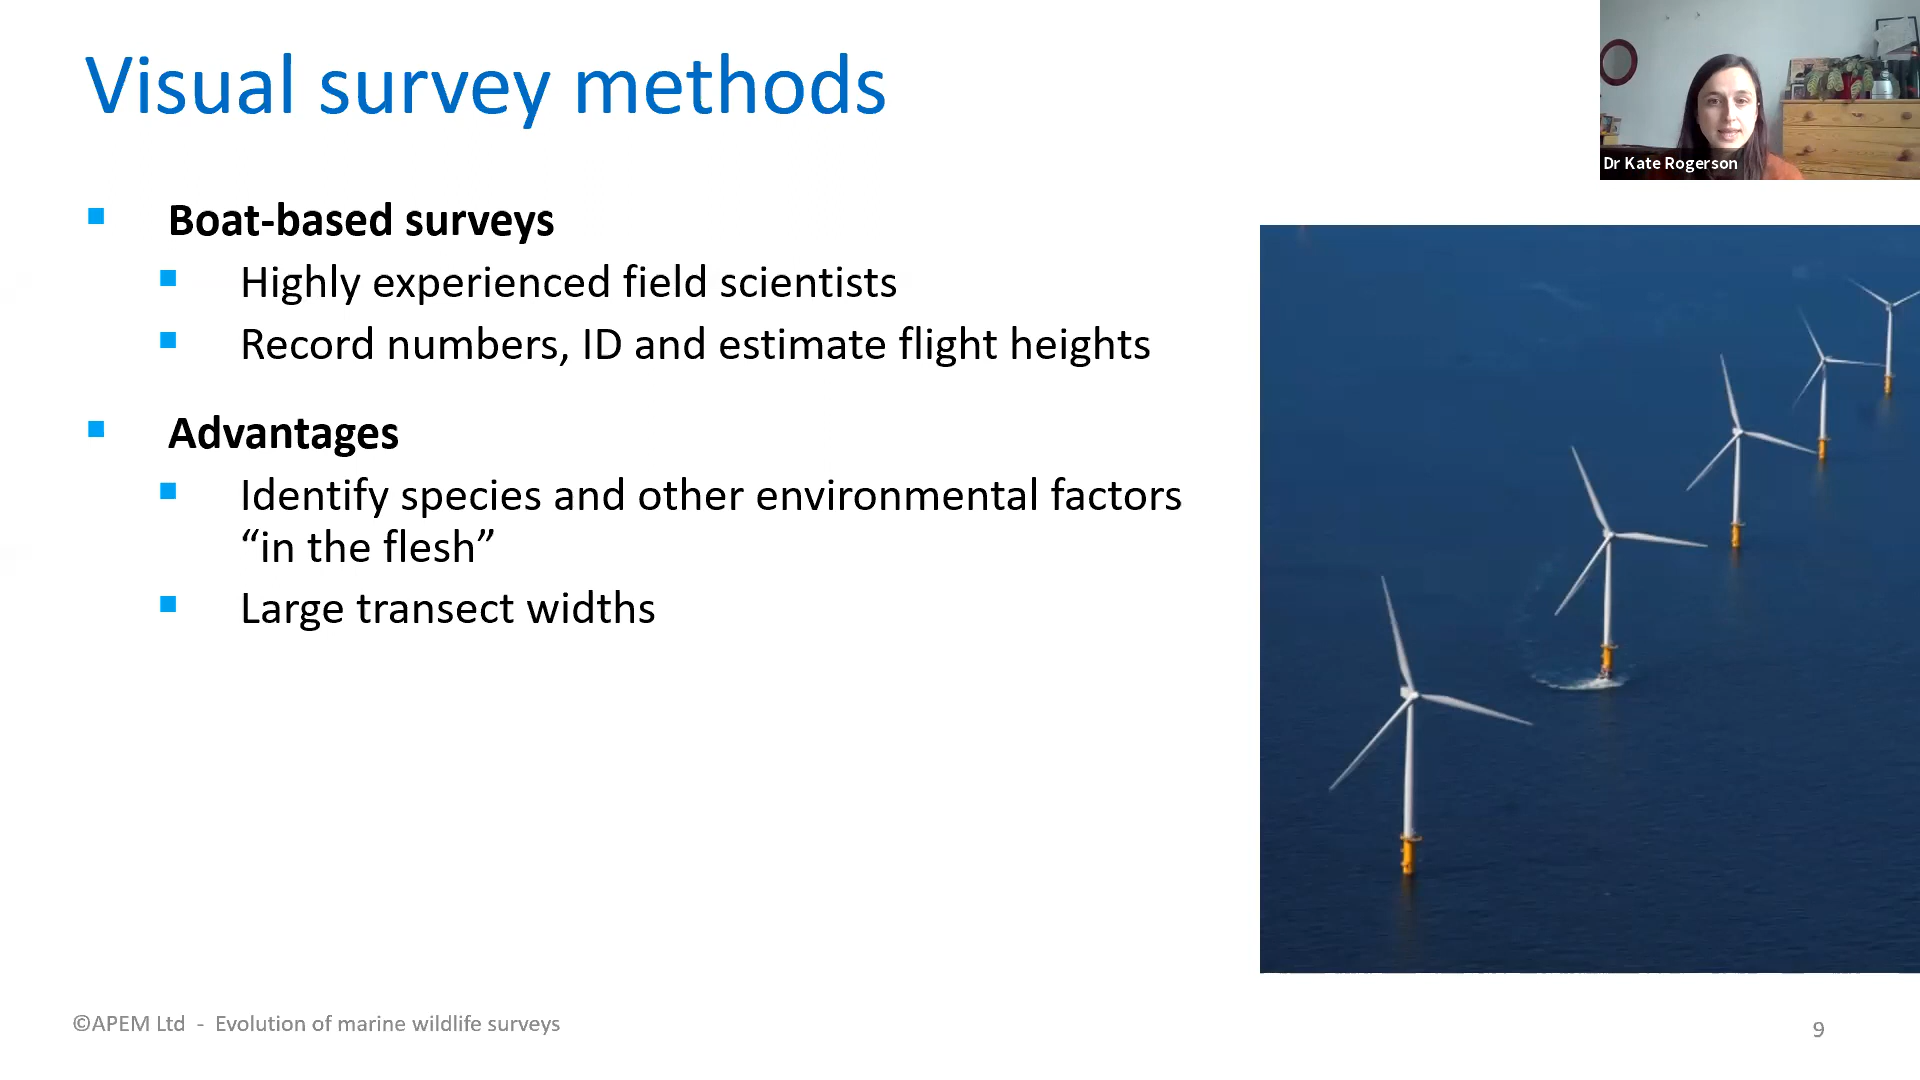 Visual survey methods
Dr Kate Rogerson
Boat-based surveys
Highly experienced field scientists
Record numbers, ID and estimate flight heights
Advantages
Identify species and other environmental factors
“in the flesh”
Large transect widths
©APEM Ltd - Evolution of marine wildlife surveys
9